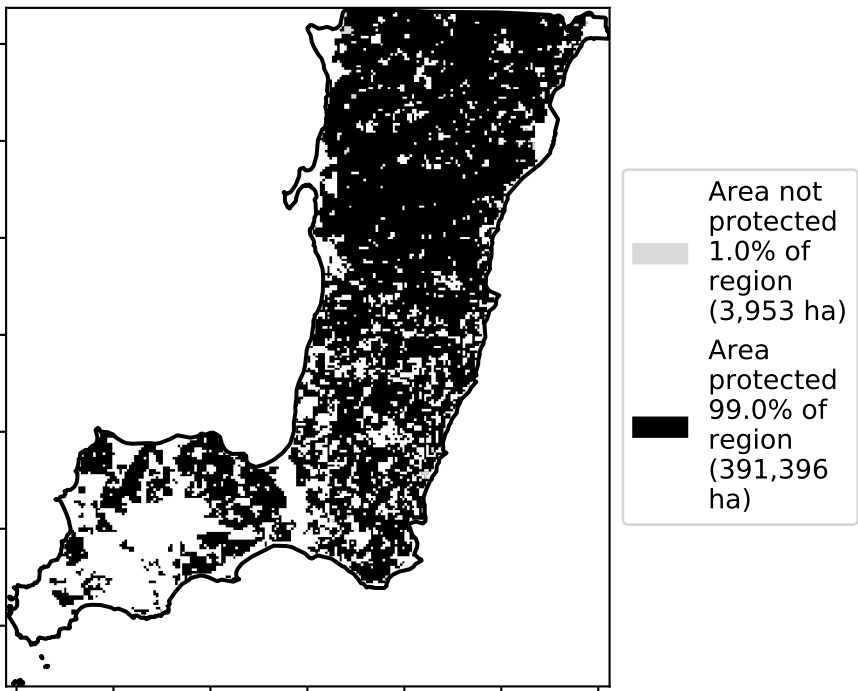 Area not
protected
1.0% of
region
(3,953 ha)
Area
protected
99.0% of
region
(391,396
ha)